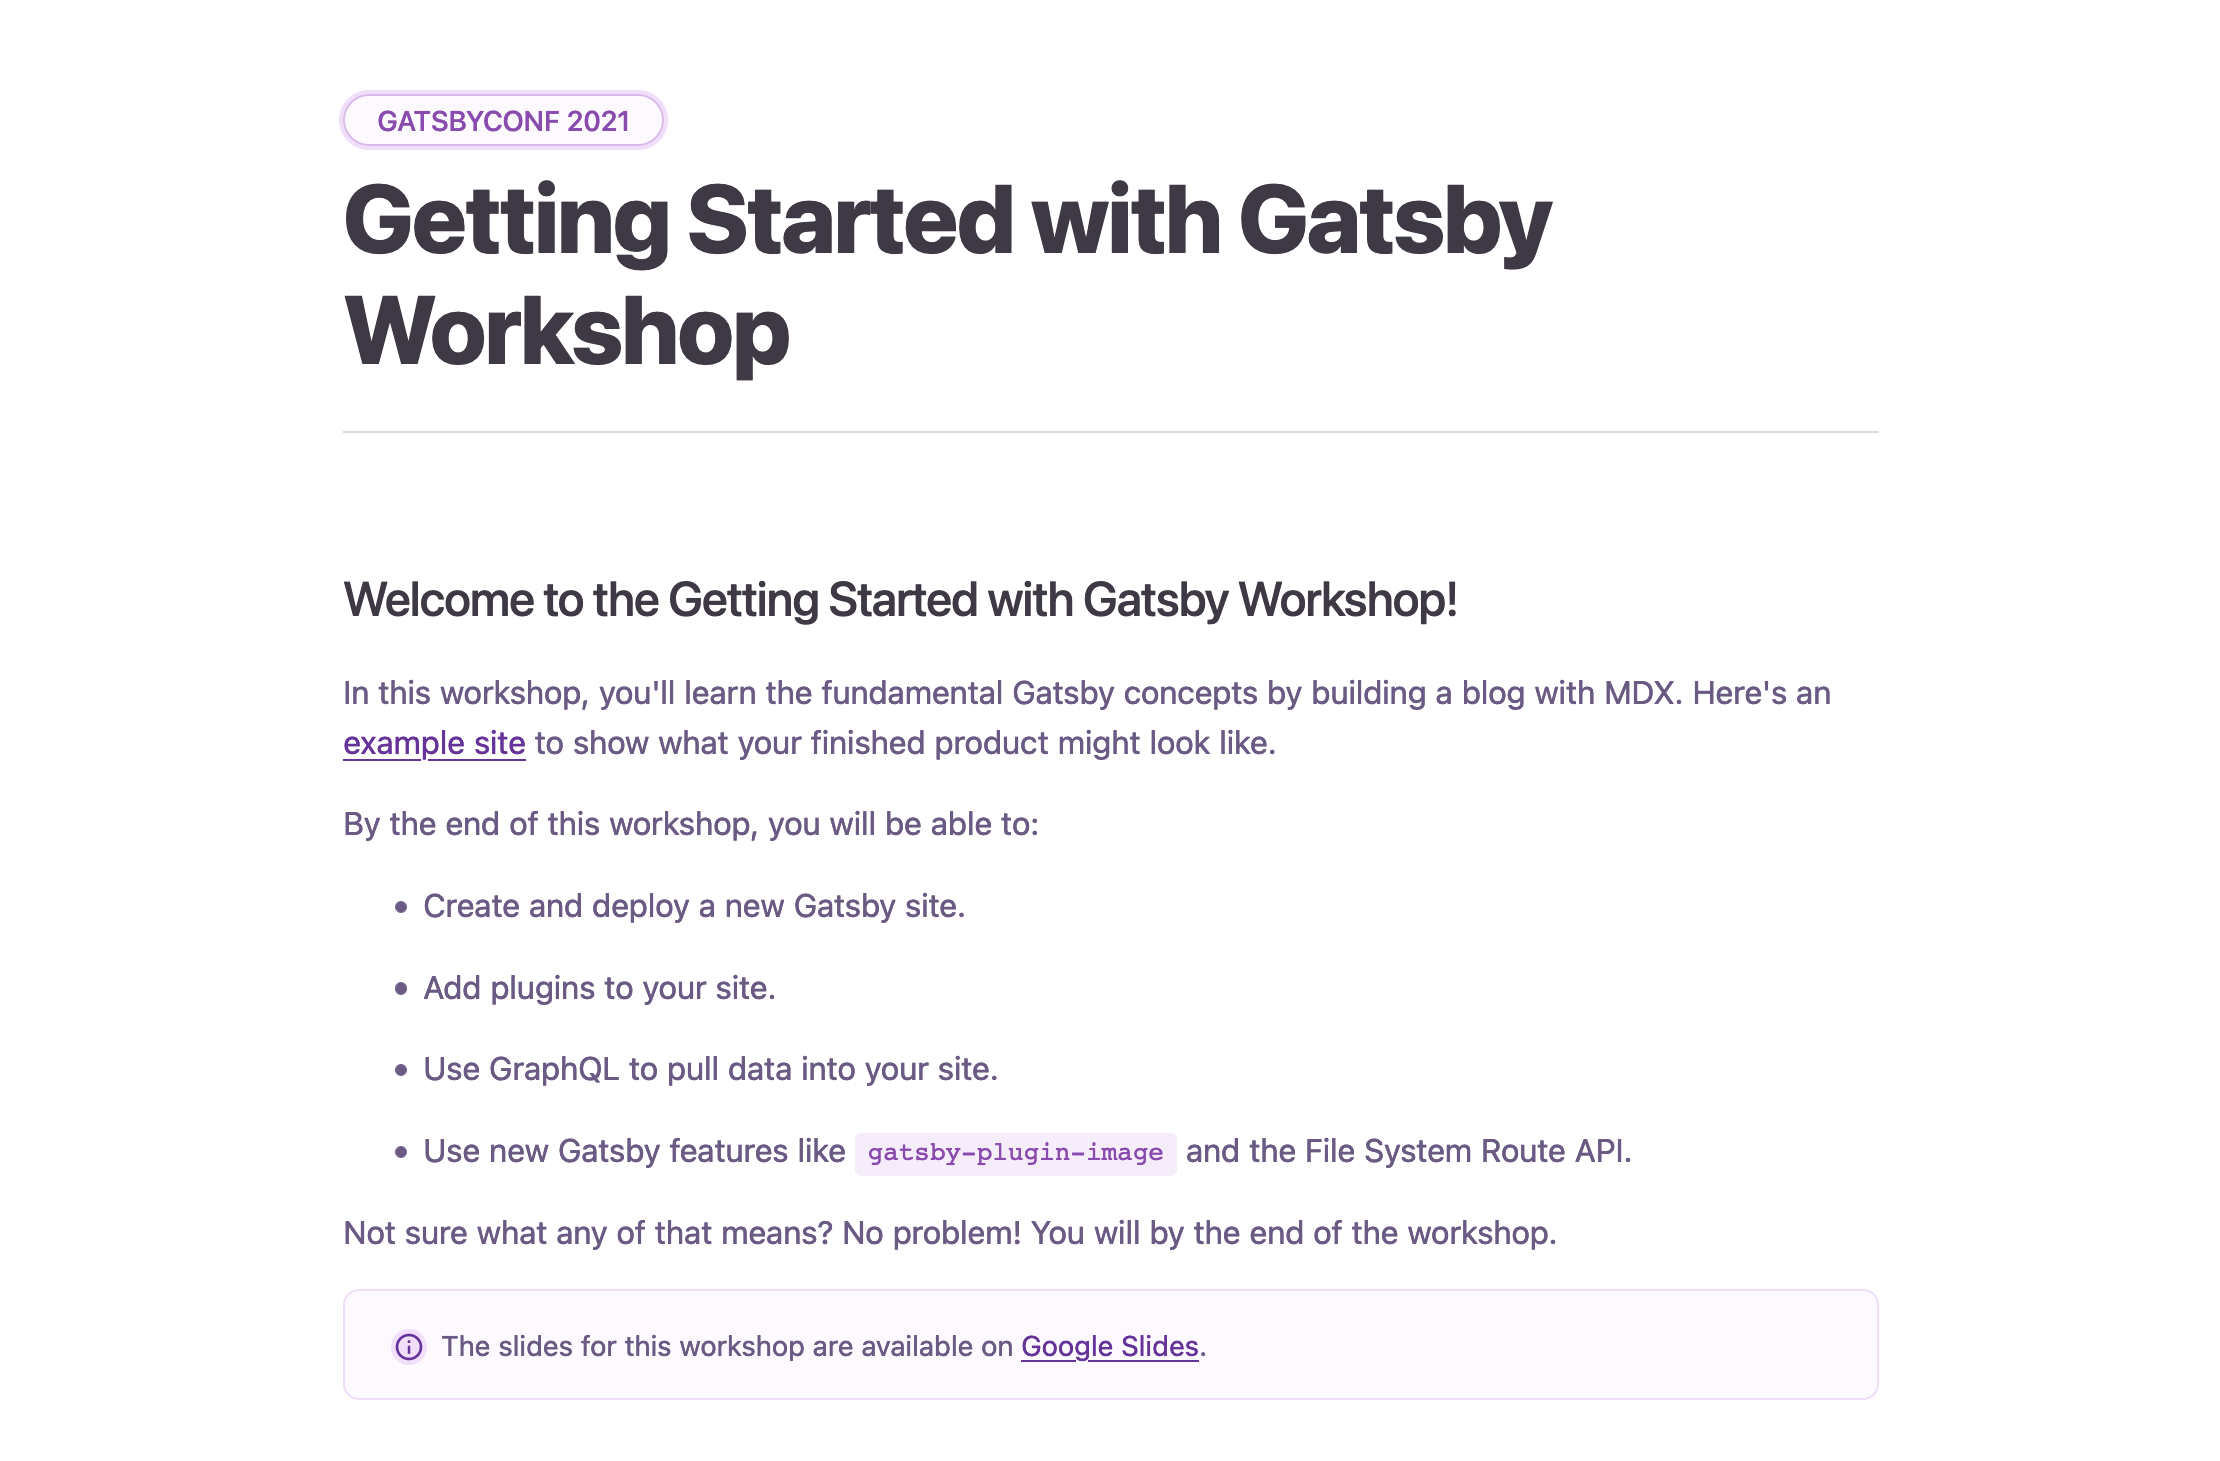 GATSBYCONF 2021
Getting Started with Gatsby
Workshop
Welcome to the Getting Started with Gatsby Workshop!
In this workshop, you'll learn the fundamental Gatsby concepts by building a blog with MDX. Here's an
example site to show what your finished product might look like.
By the end of this workshop, you will be able to:
• Create and deploy a new Gatsby site.
• Add plugins to your site.
• Use GraphQL to pull data into your site.
• Use new Gatsby features like gatsby-plugin-image and the File System Route API.
Not sure what any of that means? No problem! You will by the end of the workshop.
The slides for this workshop are available on Google Slides.